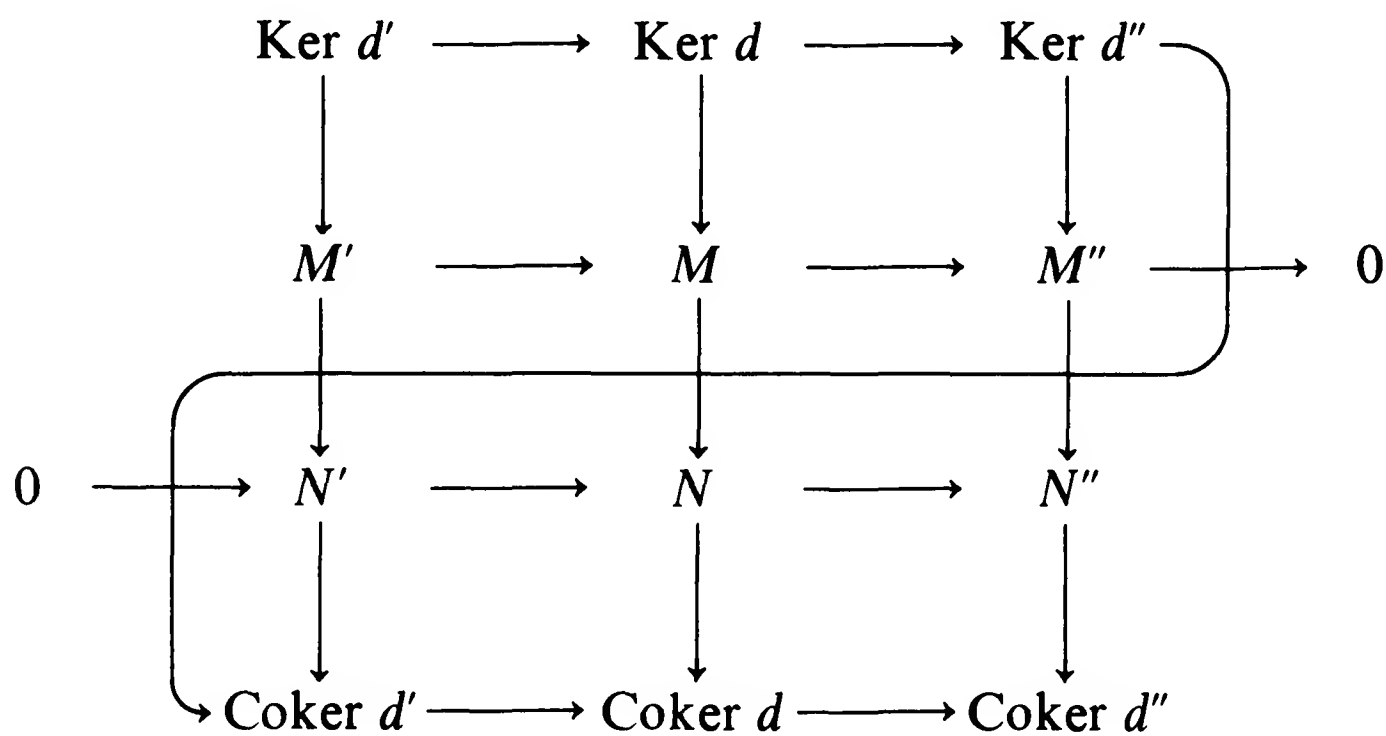 Ker d′ Ker d Ker d″
M′ M M″ 0
0 N′ N N″
Coker d′ Coker d Coker d″